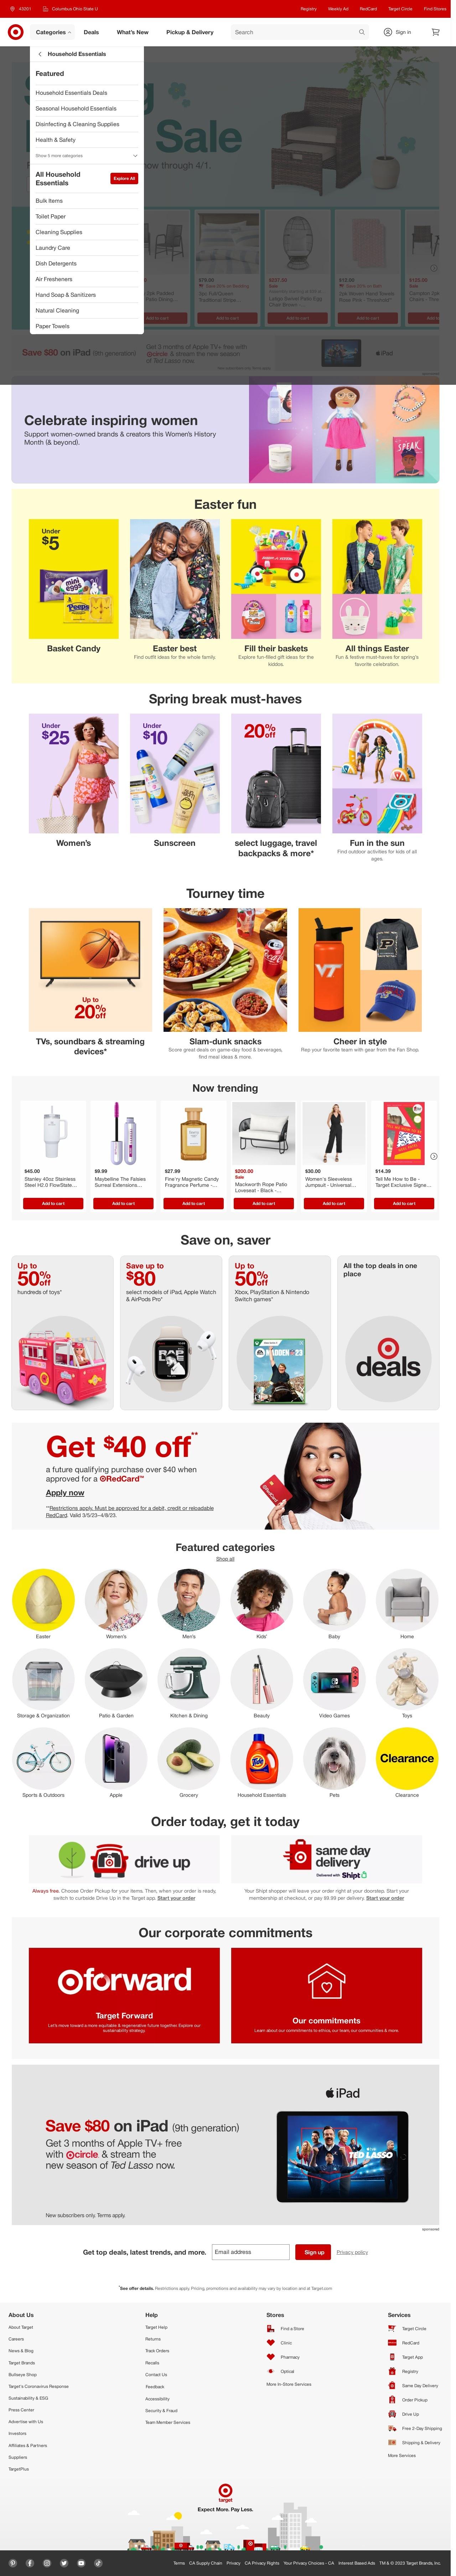 43201 Columbus Ohio State U Registry Weekly Ad RedCard Target Circle Find Stores
Categories Deals What's New Pickup & Delivery Search Sign in
Household Essentials
Featured
Household Essentials Deals
Seasonal Household Essentials
Disinfecting & Cleaning Supplies
Health & Safety
Show 5 more categories
All Household
Essentials
Explore All
Bulk Items
Toilet Paper
Cleaning Supplies
Laundry Care
Dish Detergents
Air Fresheners
Hand Soap & Sanitizers
Natural Cleaning
Paper Towels
Sale
now through 4/1.
Add to cart Add to cart Add to cart Add to cart
Save $80 on iPad (9th generation)
Get 3 months of Apple TV+ free
with circle & stream the new season
of Ted Lasso now.
iPad
Celebrate inspiring women
Support women-owned brands & creators this Women's History
Month (& beyond).
SPEAK
Easter fun
Under
$5
mini
eggs
Peeps
Basket Candy
Easter best
Find outfit ideas for the whole family.
Fill their baskets
Explore fun-filled gift ideas for the
kiddos.
All things Easter
Fun & festive must-haves for spring's
favorite celebration.
Spring break must-haves
Under
$25
Women's
Under
$10
Sunscreen
20%
off
select luggage, travel
backpacks & more*
Fun in the sun
Find outdoor activities for kids of all
ages.
Tourney time
Up to
20%
off
TVs, soundbars & streaming
devices*
Coca-Cola
Slam-dunk snacks
Score great deals on game-day food & beverages,
find meal ideas & more.
VT
P
Cheer in style
Rep your favorite team with gear from the Fan Shop.
Now trending
$45.00
Stanley 40oz Stainless
Steel H2.0 FlowState...
Add to cart
$9.99
Maybelline The Falsies
Surreal Extensions...
Add to cart
$27.99
Fine'ry Magnetic Candy
Fragrance Perfume -...
Add to cart
$200.00
Sale
Mackworth Rope Patio
Loveseat - Black -...
Add to cart
$30.00
Women's Sleeveless
Jumpsuit - Universal...
Add to cart
$14.39
Tell Me How to Be -
Target Exclusive Signe...
Add to cart
Save on, saver
Up to
50%
off
hundreds of toys*
Save up to
$80
select models of iPad, Apple Watch
& AirPods Pro*
Up to
50%
off
Xbox, PlayStation & Nintendo
Switch games*
MADDEN 23
All the top deals in one
place
deals
Get $40 off**
a future qualifying purchase over $40 when
approved for a RedCard™
Apply now
**Restrictions apply. Must be approved for a debit, credit or reloadable
RedCard. Valid 3/5/23–4/8/23.
Featured categories
Shop all
Easter Women's Men's Kids' Baby Home
Storage & Organization Patio & Garden Kitchen & Dining Beauty Video Games Toys
Tide
Clearance
Sports & Outdoors Apple Grocery Household Essentials Pets Clearance
Order today, get it today
drive up
Always free. Choose Order Pickup for your items. Then, when your order is ready,
switch to curbside Drive Up in the Target app. Start your order
same day
delivery
Delivered with Shipt
Your Shipt shopper will leave your order right at your doorstep. Start your
membership at checkout, or pay $9.99 per delivery. Start your order
Our corporate commitments
forward
Target Forward
Let's move toward a more equitable & regenerative future together Explore our
sustainability strategy.
Our commitments
Learn about our commitments to ethics, our team, our communities & more.
iPad
Save $80 on iPad (9th generation)
Get 3 months of Apple TV+ free
with circle & stream the
new season of Ted Lasso now.
TED LASSO
New subscribers only. Terms apply.
sponsored
Get top deals, latest trends, and more. Email address Sign up Privacy policy
*See offer details. Restrictions apply. Pricing, promotions and availability may vary by location and at Target.com
About Us
About Target
Careers
News & Blog
Target Brands
Bullseye Shop
Target's Coronavirus Response
Sustainability & ESG
Press Center
Advertise with Us
Investors
Affiliates & Partners
Suppliers
TargetPlus
Help
Target Help
Returns
Track Orders
Recalls
Contact Us
Feedback
Accessibility
Security & Fraud
Team Member Services
Stores
Find a Store
Clinic
Pharmacy
Optical
More In-Store Services
Services
Target Circle
RedCard
Target App
Registry
Same Day Delivery
Order Pickup
Drive Up
Free 2-Day Shipping
Shipping & Delivery
More Services
target
Expect More. Pay Less.
Terms CA Supply Chain Privacy CA Privacy Rights Your Privacy Choices - CA Interest Based Ads TM & © 2023 Target Brands, Inc.